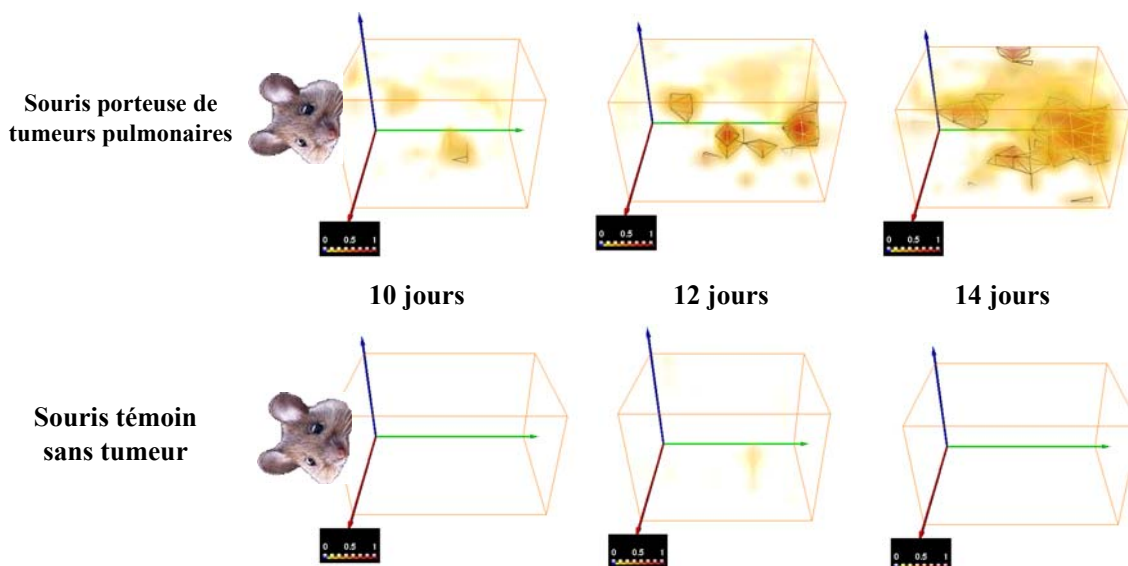 Souris porteuse de
tumeurs pulmonaires
0 0.5 1
0 0.5 1
0 0.5 1
10 jours
12 jours
14 jours
Souris témoin
sans tumeur
0 0.5 1
0 0.5 1
0 0.5 1